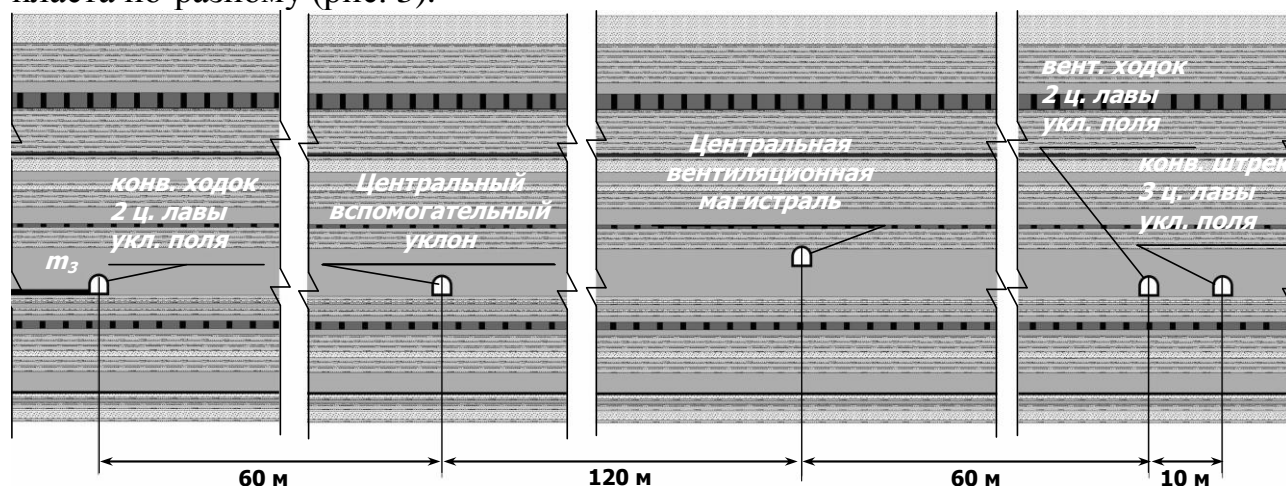 пласта по-разному (рис. 3).
вент. ходок
2 ц. лавы
укл. поля
Центральная
вентиляционная
магистраль
конв. штрек
3 ц. лавы
укл. поля
конв. ходок
2 ц. лавы
укл. поля
Центральный
вспомогательный
уклон
m₃
60 м
120 м
60 м
10 м